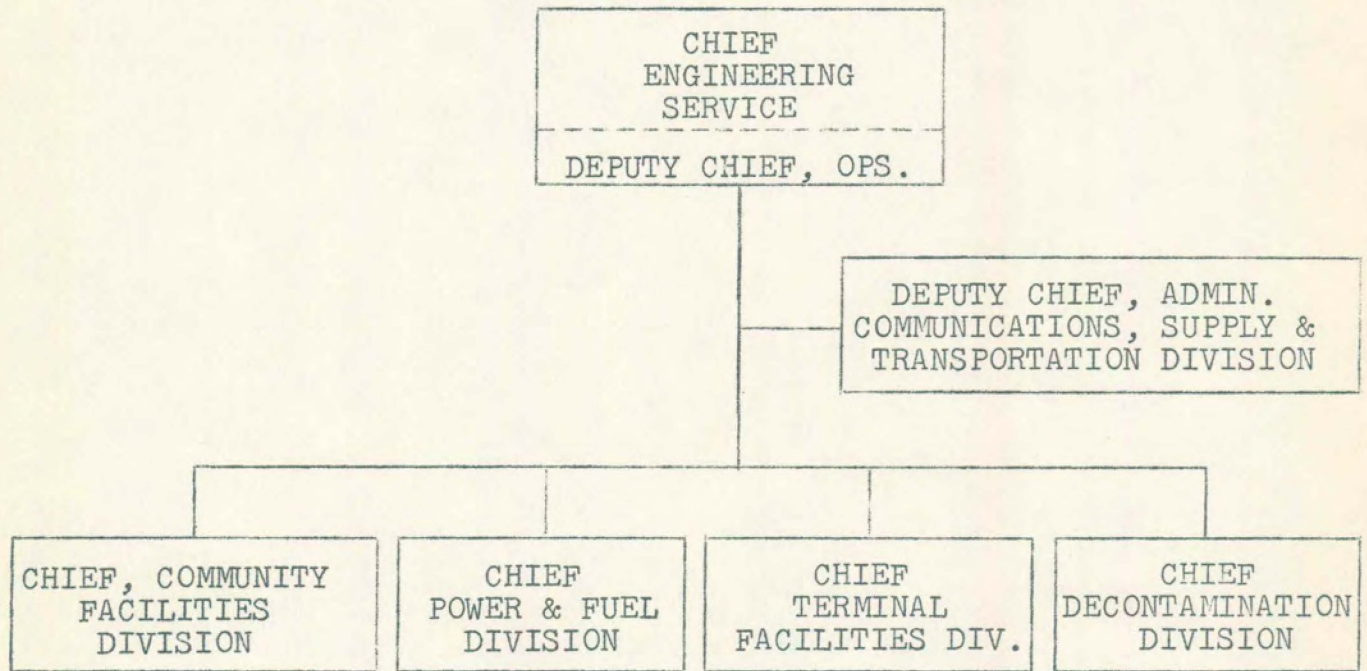 CHIEF
ENGINEERING
SERVICE
DEPUTY CHIEF, OPS.
DEPUTY CHIEF, ADMIN.
COMMUNICATIONS, SUPPLY &
TRANSPORTATION DIVISION
CHIEF, COMMUNITY
FACILITIES
DIVISION
CHIEF
POWER & FUEL
DIVISION
CHIEF
TERMINAL
FACILITIES DIV.
CHIEF
DECONTAMINATION
DIVISION